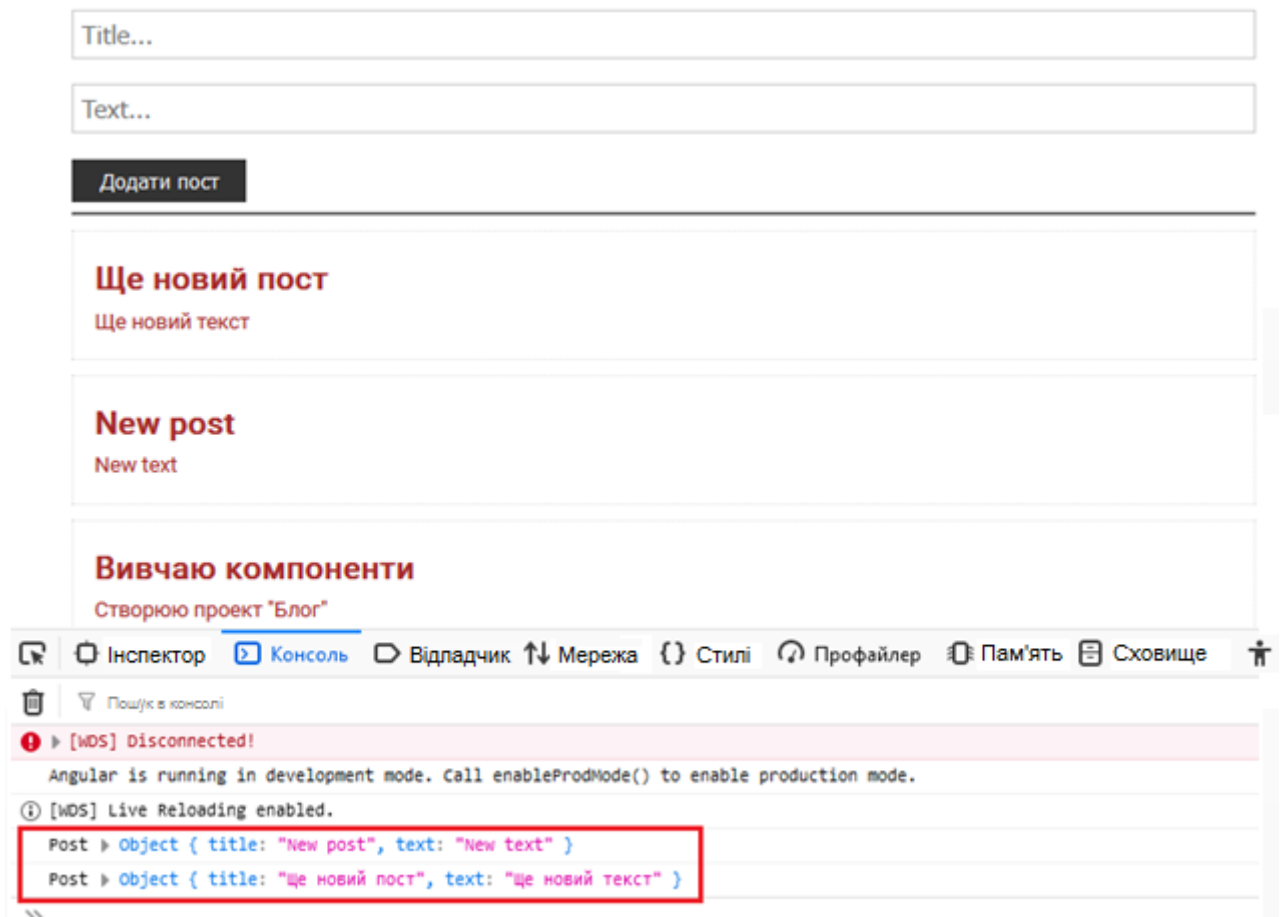 Title...
Text...
Додати пост
Ще новий пост
Ще новий текст
New post
New text
Вивчаю компоненти
Створюю проект "Блог"
Інспектор Консоль Відладчик Мережа {} Стилі Профайлер Пам'ять Сховище
Пошук в консолі
[WDS] Disconnected!
Angular is running in development mode. Call enableProdMode() to enable production mode.
[WDS] Live Reloading enabled.
Post Object { title: "New post", text: "New text" }
Post Object { title: "Ще новий пост", text: "Ще новий текст" }